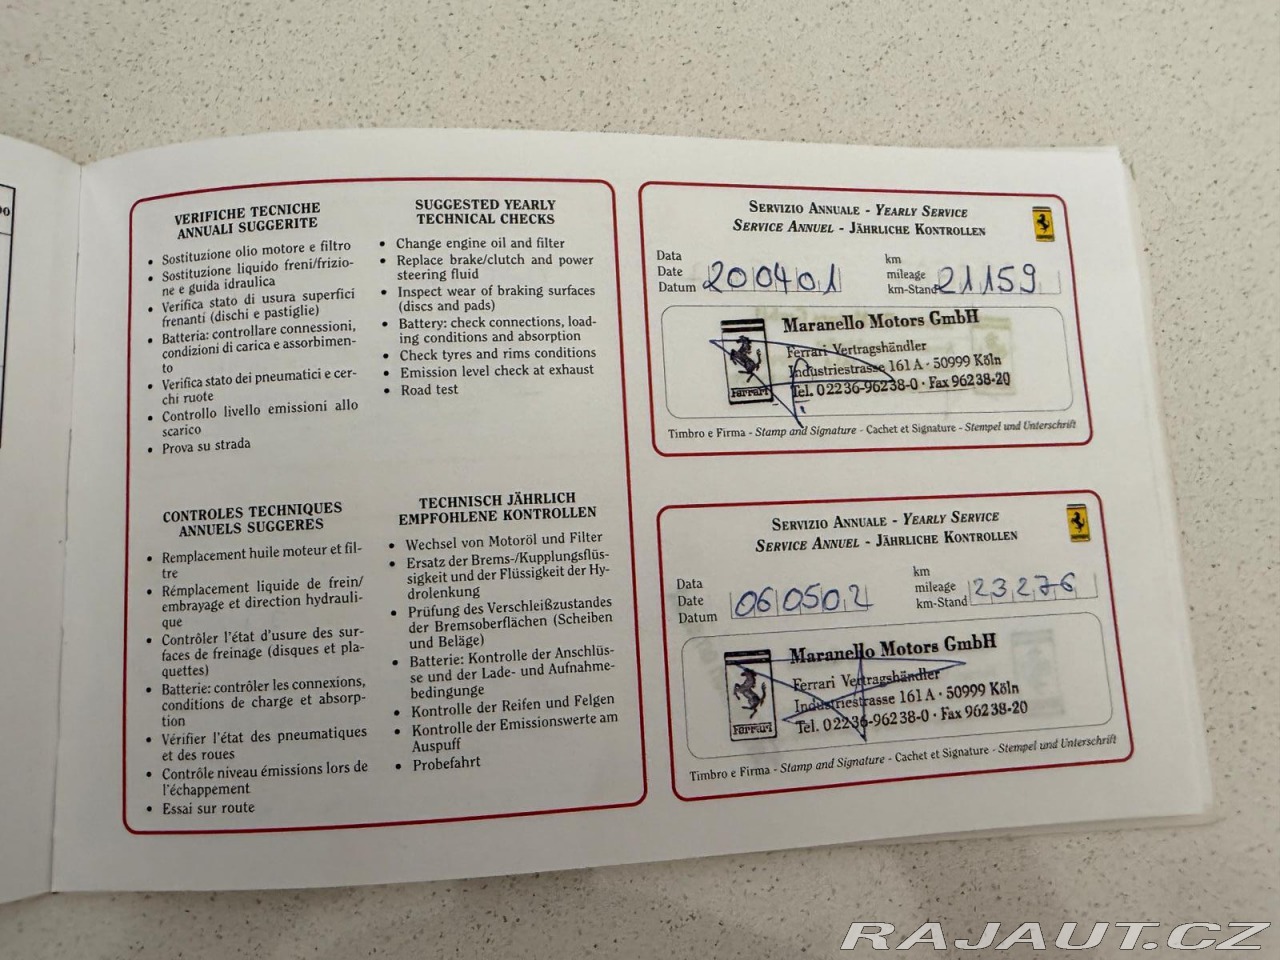 VERIFICHE TECNICHE
ANNUALI SUGGERITE
• Sostituzione olio motore e filtro
• Sostituzione liquido freni/frizio-
ne e guida idraulica
• Verifica stato di usura superfici
frenanti (dischi e pastiglie)
• Batteria: controllare connessioni,
condizioni di carica e assorbimen-
to
• Verifica stato dei pneumatici e cer-
chi ruote
• Controllo livello emissioni allo
scarico
• Prova su strada
SUGGESTED YEARLY
TECHNICAL CHECKS
• Change engine oil and filter
• Replace brake/clutch and power
steering fluid
• Inspect wear of braking surfaces
(discs and pads)
• Battery: check connections, load-
ing conditions and absorption
• Check tyres and rims conditions
• Emission level check at exhaust
• Road test
CONTROLES TECHNIQUES
ANNUELS SUGGERES
• Remplacement huile moteur et fil-
tre
• Rémplacement liquide de frein/
embrayage et direction hydrauli-
que
• Contrôler l'état d'usure des sur-
faces de freinage (disques et pla-
quettes)
• Batterie: contrôler les connexions,
conditions de charge et absorp-
tion
• Vérifier l'état des pneumatiques
et des roues
• Contrôle niveau émissions lors de
l'échappement
• Essai sur route
TECHNISCH JÄHRLICH
EMPFOHLENE KONTROLLEN
• Wechsel von Motoröl und Filter
• Ersatz der Brems-/Kupplungsflüs-
sigkeit und der Flüssigkeit der Hy-
drolenkung
• Prüfung des Verschleißzustandes
der Bremsoberflächen (Scheiben
und Beläge)
• Batterie: Kontrolle der Anschlüs-
se und der Lade- und Aufnahme-
bedingunge
• Kontrolle der Reifen und Felgen
• Kontrolle der Emissionswerte am
Auspuff
• Probefahrt
SERVIZIO ANNUALE - YEARLY SERVICE
SERVICE ANNUEL - JÄHRLICHE KONTROLLEN
Data
Date
Datum 200401
km
mileage
km-Stand 21159
Maranello Motors GmbH
Ferrari Vertragshändler
Industriestrasse 161 A · 50999 Köln
Tel. 02236-96238-0 · Fax 96238-20
Ferrari
Timbro e Firma - Stamp and Signature - Cachet et Signature - Stempel und Unterschrift
SERVIZIO ANNUALE - YEARLY SERVICE
SERVICE ANNUEL - JÄHRLICHE KONTROLLEN
Data
Date
Datum 060502
km
mileage
km-Stand 23276
Maranello Motors GmbH
Ferrari Vertragshändler
Industriestrasse 161 A · 50999 Köln
Tel. 02236-96238-0 · Fax 96238-20
Ferrari
Timbro e Firma - Stamp and Signature - Cachet et Signature - Stempel und Unterschrift
RAJAUT.CZ